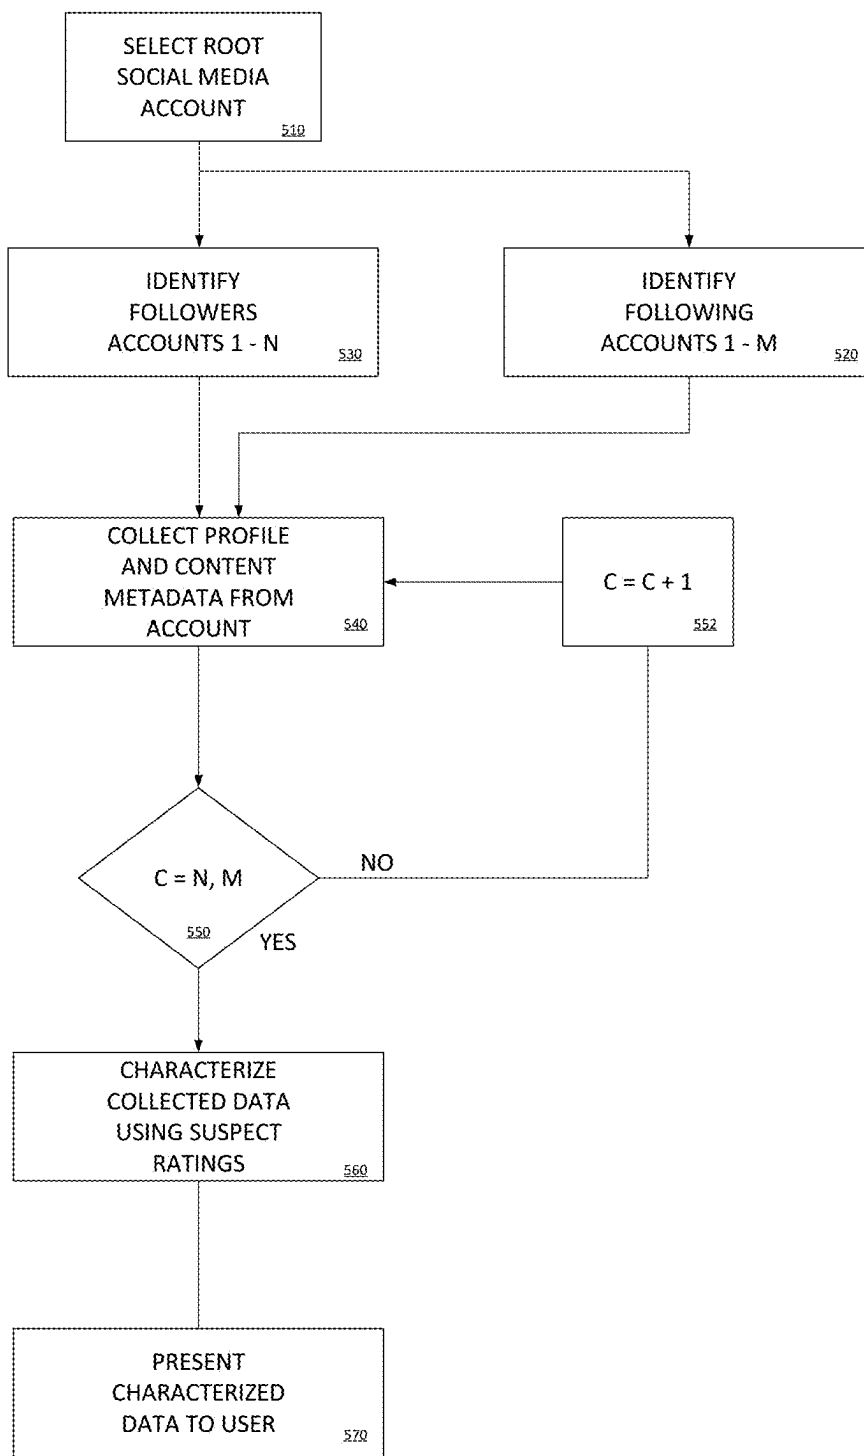 SELECT ROOT
SOCIAL MEDIA
ACCOUNT
510
IDENTIFY
FOLLOWERS
ACCOUNTS 1 - N
530
IDENTIFY
FOLLOWING
ACCOUNTS 1 - M
520
COLLECT PROFILE
AND CONTENT
METADATA FROM
ACCOUNT
540
C = C + 1
552
C = N, M
550
NO
YES
CHARACTERIZE
COLLECTED DATA
USING SUSPECT
RATINGS
560
PRESENT
CHARACTERIZED
DATA TO USER
570